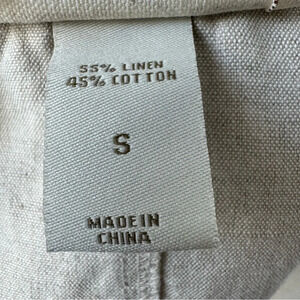 55% LINEN
45% COTTON
S
MADE IN
CHINA